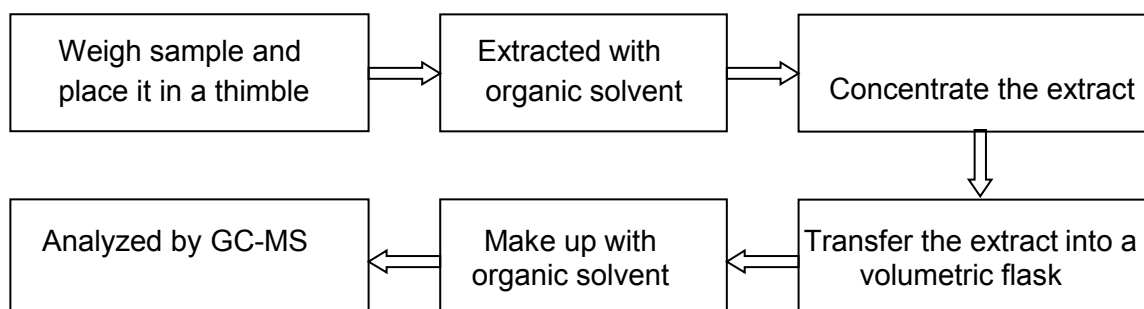 Weigh sample and
place it in a thimble
Extracted with
organic solvent
Concentrate the extract
Transfer the extract into a
volumetric flask
Make up with
organic solvent
Analyzed by GC-MS